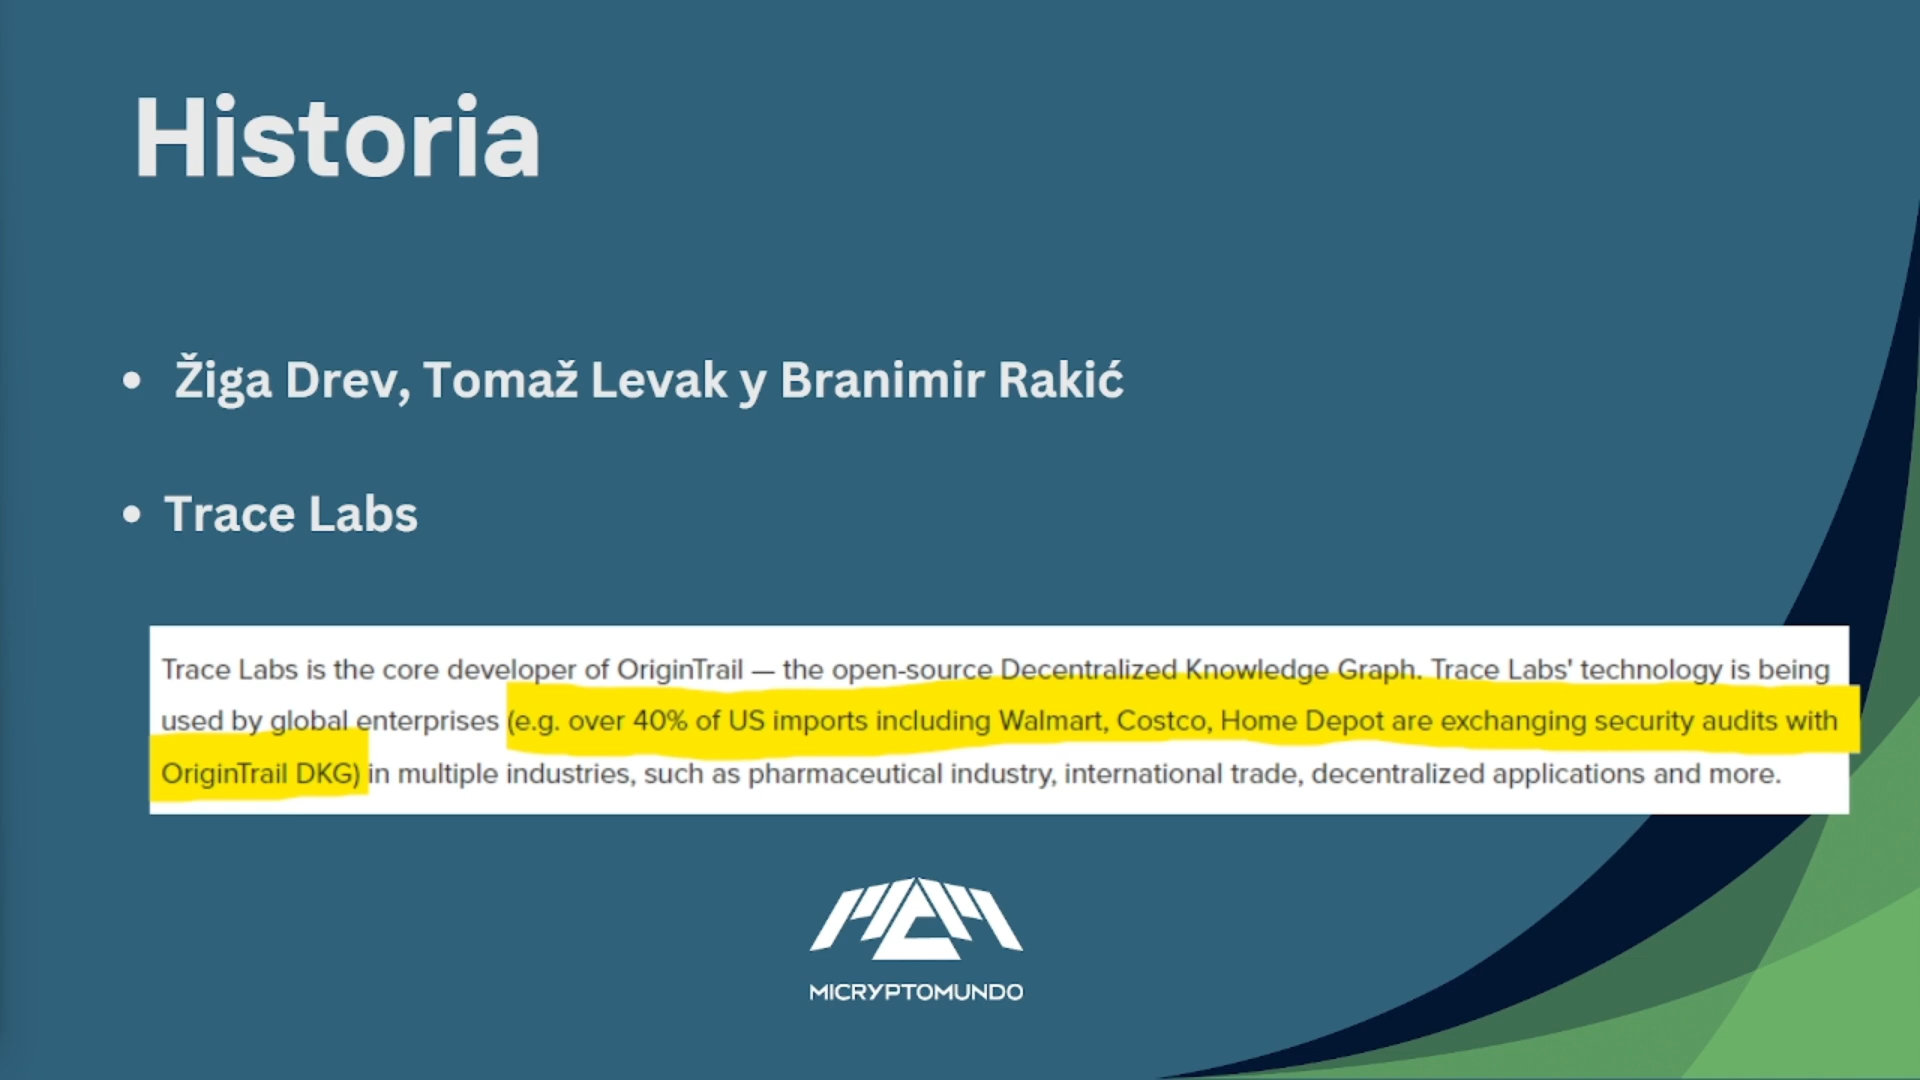 Historia
• Žiga Drev, Tomaž Levak y Branimir Rakić
• Trace Labs
Trace Labs is the core developer of OriginTrail — the open-source Decentralized Knowledge Graph. Trace Labs' technology is being
used by global enterprises (e.g. over 40% of US imports including Walmart, Costco, Home Depot are exchanging security audits with
OriginTrail DKG) in multiple industries, such as pharmaceutical industry, international trade, decentralized applications and more.
MCM
MICRYPTOMUNDO